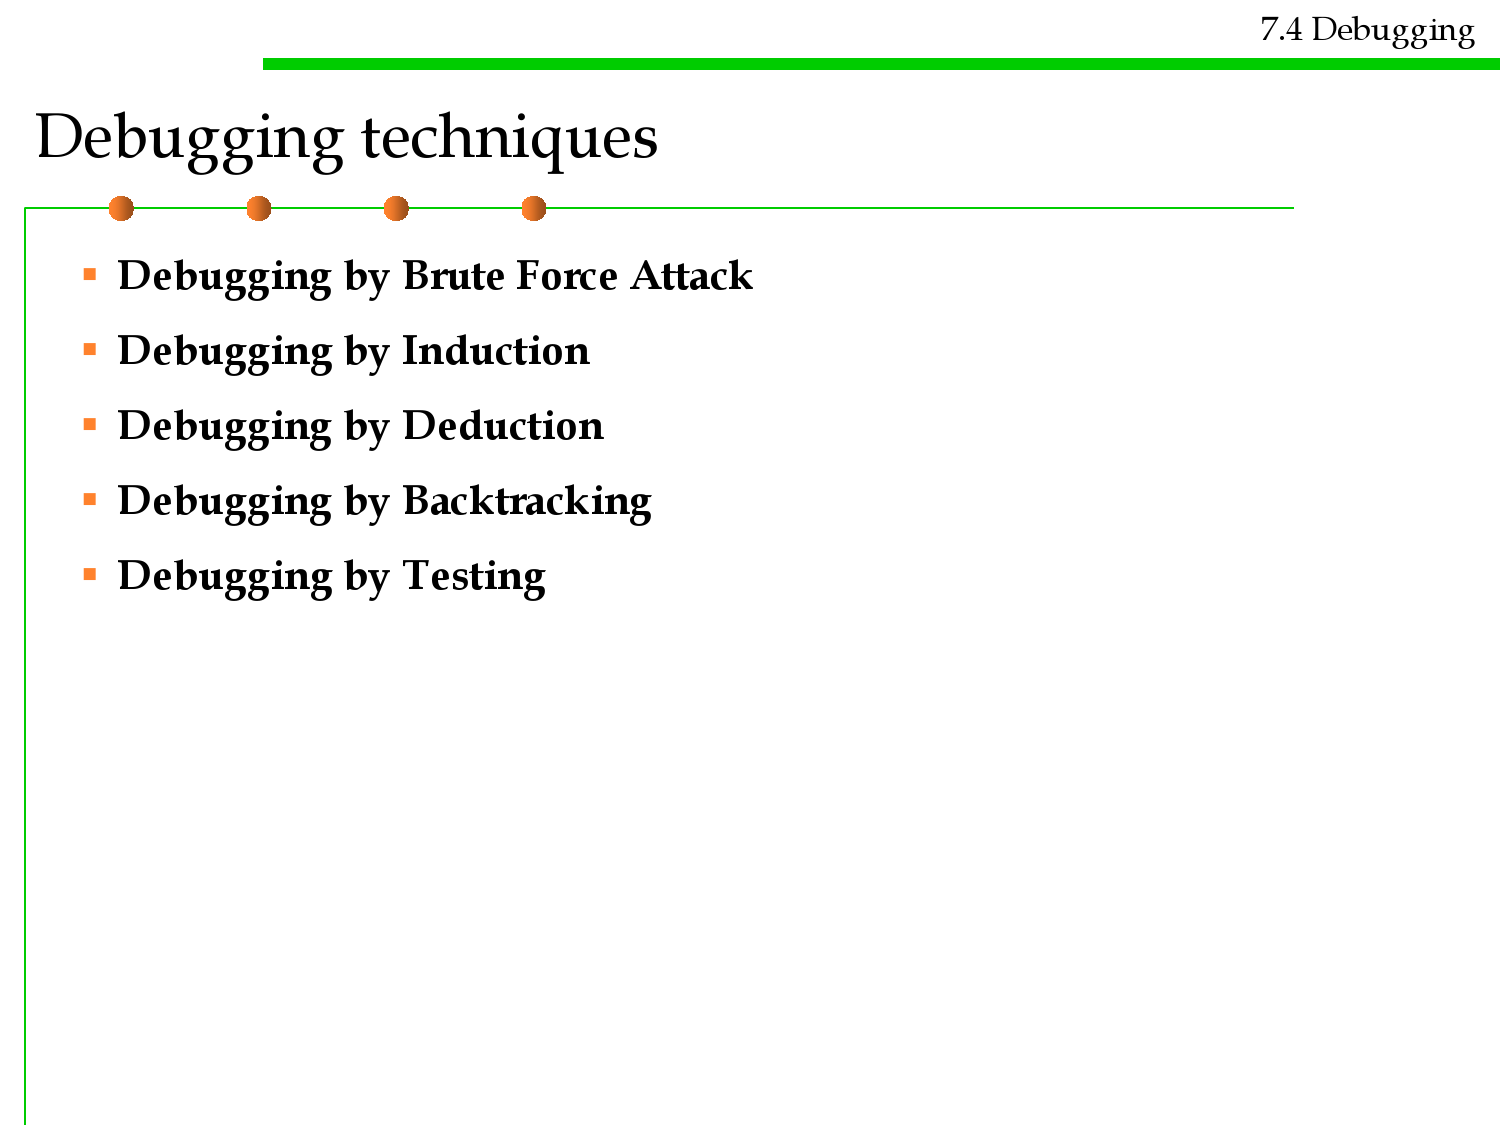 7.4 Debugging
Debugging techniques
Debugging by Brute Force Attack
Debugging by Induction
Debugging by Deduction
Debugging by Backtracking
Debugging by Testing